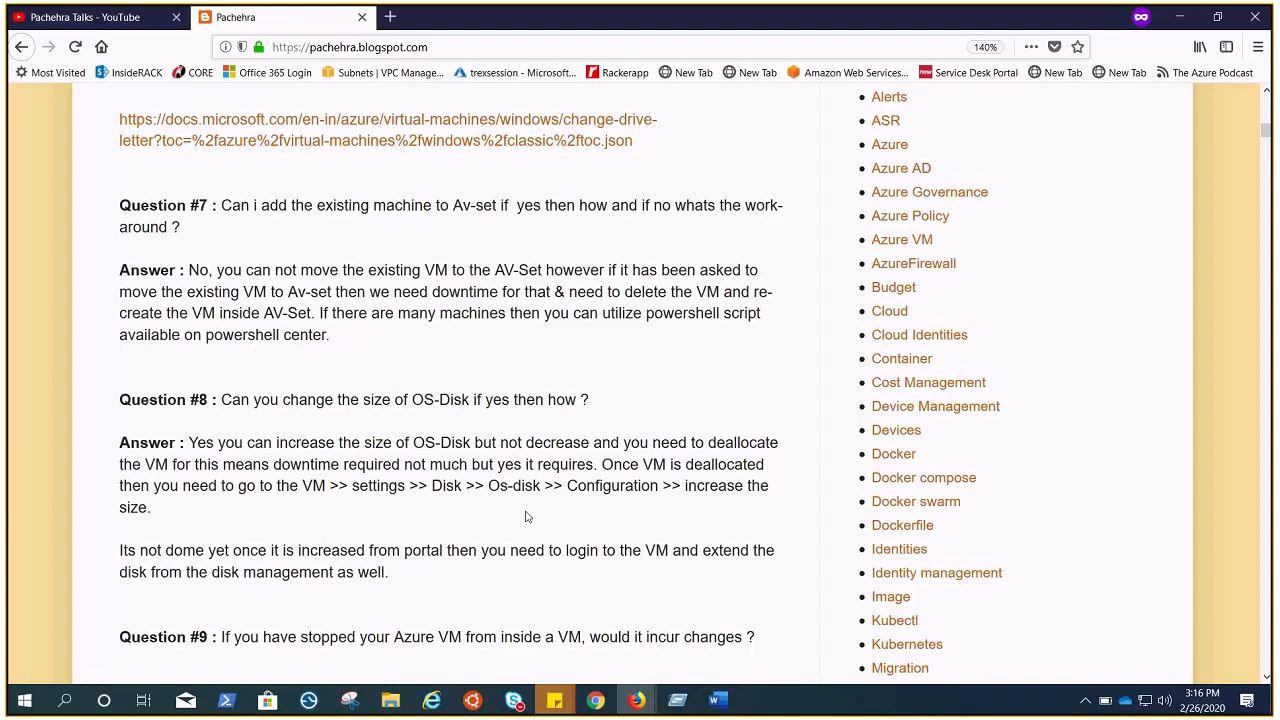 Pachehra Talks - YouTube
Pachehra
https://pachehra.blogspot.com
140%
Most Visited
InsideRACK
CORE
Office 365 Login
Subnets | VPC Manage...
trexsession - Microsoft...
Rackerapp
New Tab
New Tab
Amazon Web Services...
Service Desk Portal
New Tab
New Tab
The Azure Podcast
https://docs.microsoft.com/en-in/azure/virtual-machines/windows/change-drive-
letter?toc=%2fazure%2fvirtual-machines%2fwindows%2fclassic%2ftoc.json
Question #7 : Can i add the existing machine to Av-set if yes then how and if no whats the work-
around ?
Answer : No, you can not move the existing VM to the AV-Set however if it has been asked to
move the existing VM to Av-set then we need downtime for that & need to delete the VM and re-
create the VM inside AV-Set. If there are many machines then you can utilize powershell script
available on powershell center.
Question #8 : Can you change the size of OS-Disk if yes then how ?
Answer : Yes you can increase the size of OS-Disk but not decrease and you need to deallocate
the VM for this means downtime required not much but yes it requires. Once VM is deallocated
then you need to go to the VM >> settings >> Disk >> Os-disk >> Configuration >> increase the
size.
Its not dome yet once it is increased from portal then you need to login to the VM and extend the
disk from the disk management as well.
Question #9 : If you have stopped your Azure VM from inside a VM, would it incur changes ?
Alerts
ASR
Azure
Azure AD
Azure Governance
Azure Policy
Azure VM
AzureFirewall
Budget
Cloud
Cloud Identities
Container
Cost Management
Device Management
Devices
Docker
Docker compose
Docker swarm
Dockerfile
Identities
Identity management
Image
Kubectl
Kubernetes
Migration
3:16 PM
2/26/2020